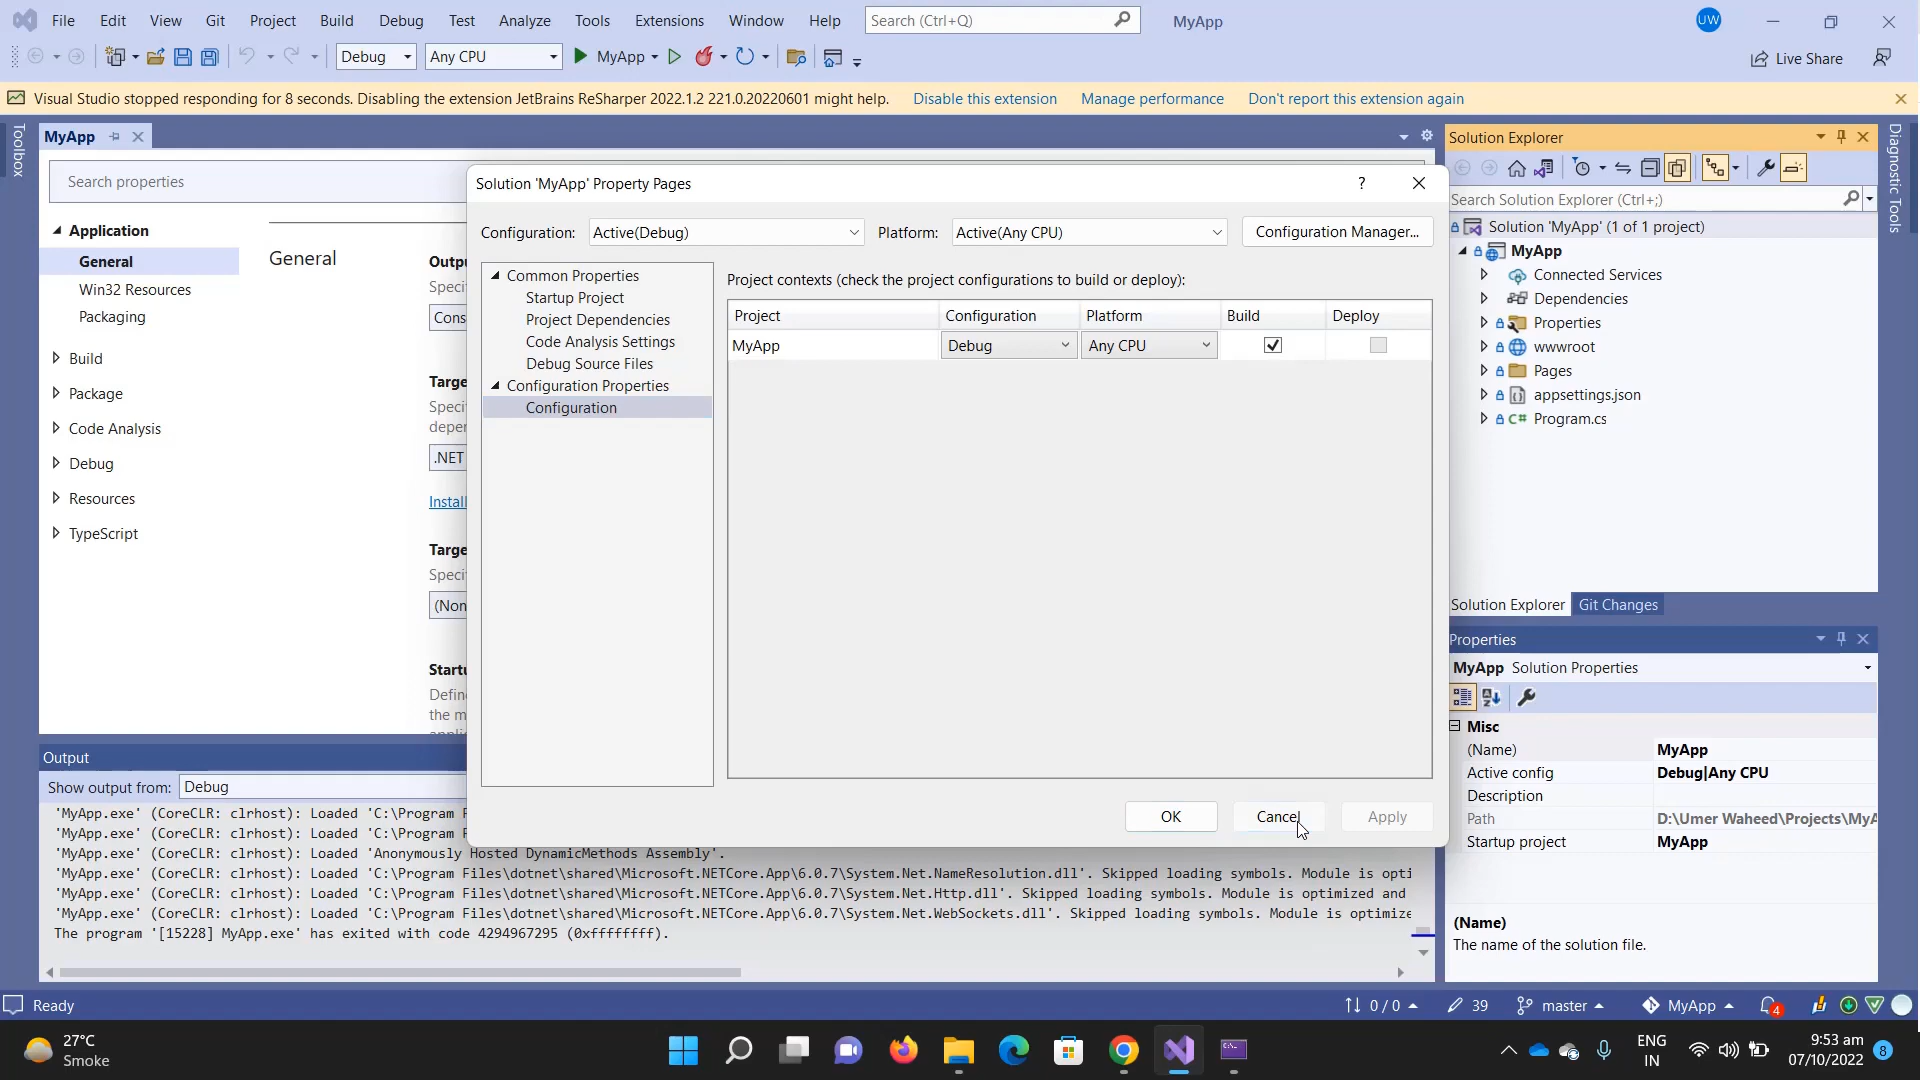 File Edit View Git Project Build Debug Test Analyze Tools Extensions Window Help Search (Ctrl+Q) MyApp UW
Debug Any CPU MyApp Live Share
Visual Studio stopped responding for 8 seconds. Disabling the extension JetBrains ReSharper 2022.1.2 221.0.20220601 might help. Disable this extension Manage performance Don't report this extension again
Toolbox
MyApp
Search properties
Application
General
Win32 Resources
Packaging
Build
Package
Code Analysis
Debug
Resources
TypeScript
General
Outpu
Speci
Cons
Targe
Speci
deper
.NET
Install
Targe
Speci
(Non
Startu
Defin
the m
Solution 'MyApp' Property Pages ?
Configuration: Active(Debug) Platform: Active(Any CPU) Configuration Manager...
Common Properties
Startup Project
Project Dependencies
Code Analysis Settings
Debug Source Files
Configuration Properties
Configuration
Project contexts (check the project configurations to build or deploy):
Project Configuration Platform Build Deploy
MyApp Debug Any CPU
OK Cancel Apply
Output
Show output from: Debug
'MyApp.exe' (CoreCLR: clrhost): Loaded 'C:\Program F
'MyApp.exe' (CoreCLR: clrhost): Loaded 'C:\Program F
'MyApp.exe' (CoreCLR: clrhost): Loaded 'Anonymously Hosted DynamicMethods Assembly'.
'MyApp.exe' (CoreCLR: clrhost): Loaded 'C:\Program Files\dotnet\shared\Microsoft.NETCore.App\6.0.7\System.Net.NameResolution.dll'. Skipped loading symbols. Module is opti
'MyApp.exe' (CoreCLR: clrhost): Loaded 'C:\Program Files\dotnet\shared\Microsoft.NETCore.App\6.0.7\System.Net.Http.dll'. Skipped loading symbols. Module is optimized and
'MyApp.exe' (CoreCLR: clrhost): Loaded 'C:\Program Files\dotnet\shared\Microsoft.NETCore.App\6.0.7\System.Net.WebSockets.dll'. Skipped loading symbols. Module is optimize
The program '[15228] MyApp.exe' has exited with code 4294967295 (0xffffffff).
Solution Explorer
Search Solution Explorer (Ctrl+;)
Solution 'MyApp' (1 of 1 project)
MyApp
Connected Services
Dependencies
Properties
wwwroot
Pages
appsettings.json
C# Program.cs
Solution Explorer Git Changes
Properties
MyApp Solution Properties
Misc
(Name) MyApp
Active config Debug|Any CPU
Description
Path D:\Umer Waheed\Projects\MyA
Startup project MyApp
(Name)
The name of the solution file.
Diagnostic Tools
Ready 0 / 0 39 master MyApp 4
27°C
Smoke
ENG
IN
9:53 am
07/10/2022
8